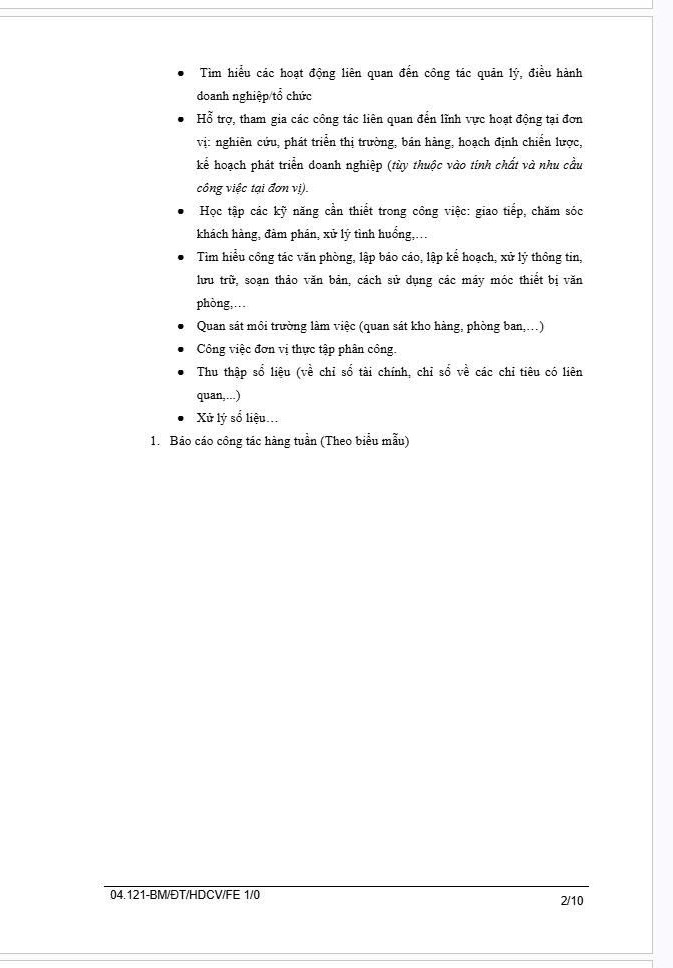 ● Tìm hiểu các hoạt động liên quan đến công tác quản lý, điều hành
doanh nghiệp/tổ chức
● Hỗ trợ, tham gia các công tác liên quan đến lĩnh vực hoạt động tại đơn
vị: nghiên cứu, phát triển thị trường, bán hàng, hoạch định chiến lược,
kế hoạch phát triển doanh nghiệp (tùy thuộc vào tính chất và nhu cầu
công việc tại đơn vị).
● Học tập các kỹ năng cần thiết trong công việc: giao tiếp, chăm sóc
khách hàng, đàm phán, xử lý tình huống,…
● Tìm hiểu công tác văn phòng, lập báo cáo, lập kế hoạch, xử lý thông tin,
lưu trữ, soạn thảo văn bản, cách sử dụng các máy móc thiết bị văn
phòng,…
● Quan sát môi trường làm việc (quan sát kho hàng, phòng ban,…)
● Công việc đơn vị thực tập phân công.
● Thu thập số liệu (về chỉ số tài chính, chỉ số về các chỉ tiêu có liên
quan,...)
● Xử lý số liệu…
1. Báo cáo công tác hàng tuần (Theo biểu mẫu)
04.121-BM/ĐT/HDCV/FE 1/0
2/10